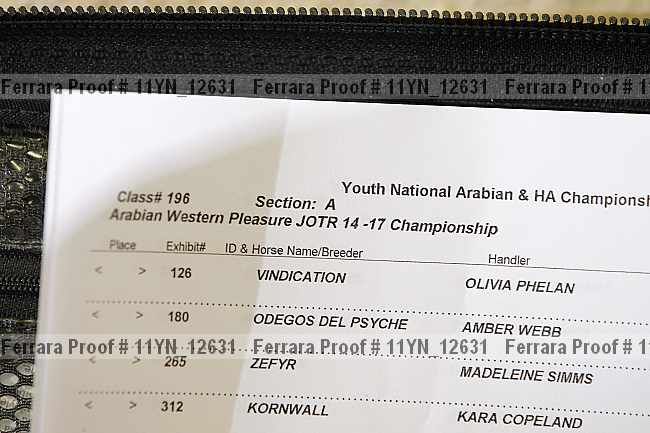 Ferrara Proof # 11YN_12631 Ferrara Proof # 11YN_12631 Ferrara Proof # 1
Youth National Arabian & HA Championsh
Class# 196 Section: A
Arabian Western Pleasure JOTR 14 -17 Championship
Place Exhibit# ID & Horse Name/Breeder Handler
< > 126 VINDICATION OLIVIA PHELAN
< > 180 ODEGOS DEL PSYCHE AMBER WEBB
Ferrara Proof # 11YN_12631 Ferrara Proof # 11YN_12631 Ferrara Proof # 1
< > 265 ZEFYR MADELEINE SIMMS
< > 312 KORNWALL KARA COPELAND